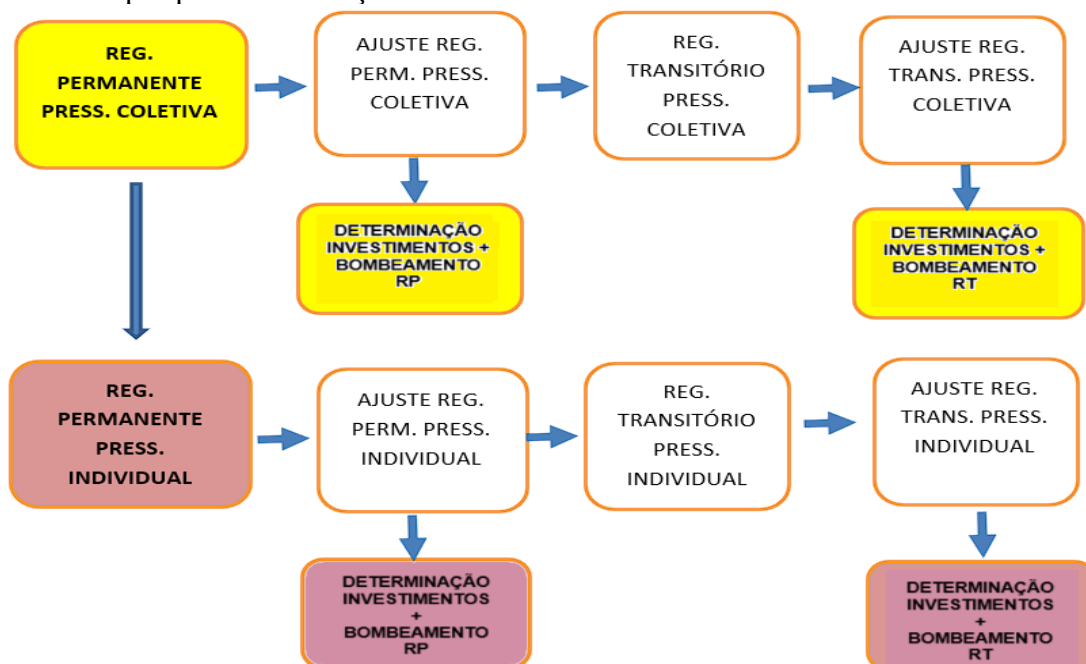 REG.
PERMANENTE
PRESS. COLETIVA
AJUSTE REG.
PERM. PRESS.
COLETIVA
REG.
TRANSITÓRIO
PRESS.
COLETIVA
AJUSTE REG.
TRANS. PRESS.
COLETIVA
DETERMINAÇÃO
INVESTIMENTOS +
BOMBEAMENTO
RP
DETERMINAÇÃO
INVESTIMENTOS +
BOMBEAMENTO
RT
REG.
PERMANENTE
PRESS.
INDIVIDUAL
AJUSTE REG.
PERM. PRESS.
INDIVIDUAL
REG.
TRANSITÓRIO
PRESS.
INDIVIDUAL
AJUSTE REG.
TRANS. PRESS.
INDIVIDUAL
DETERMINAÇÃO
INVESTIMENTOS
+
BOMBEAMENTO
RP
DETERMINAÇÃO
INVESTIMENTOS
+
BOMBEAMENTO
RT